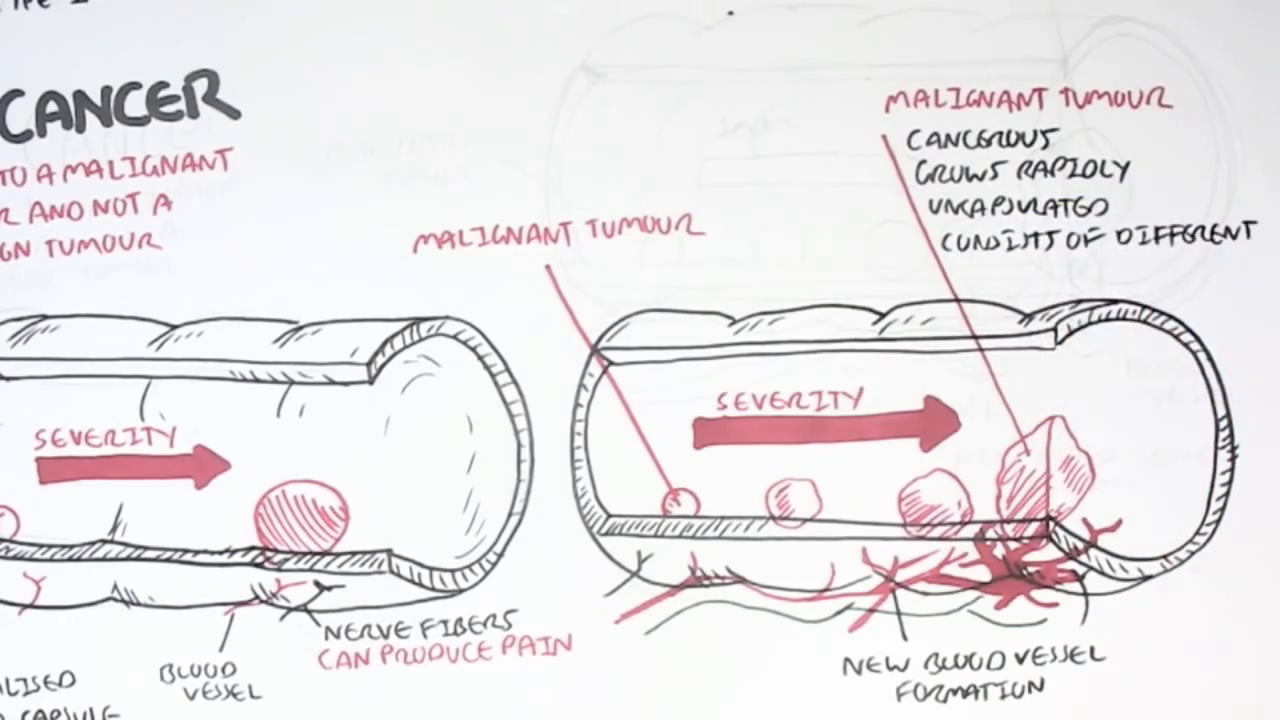 CANCER
TO A MALIGNANT
R AND NOT A
GN TUMOUR
MALIGNANT TUMOUR
MALIGNANT TUMOUR
CANCEROUS
GROWS RAPIDLY
UNCAPSULATED
CONSISTS OF DIFFERENT
SEVERITY
SEVERITY
NERVE FIBERS
CAN PRODUCE PAIN
BLOOD
VESSEL
LISED
CAPSULE
NEW BLOOD VESSEL
FORMATION